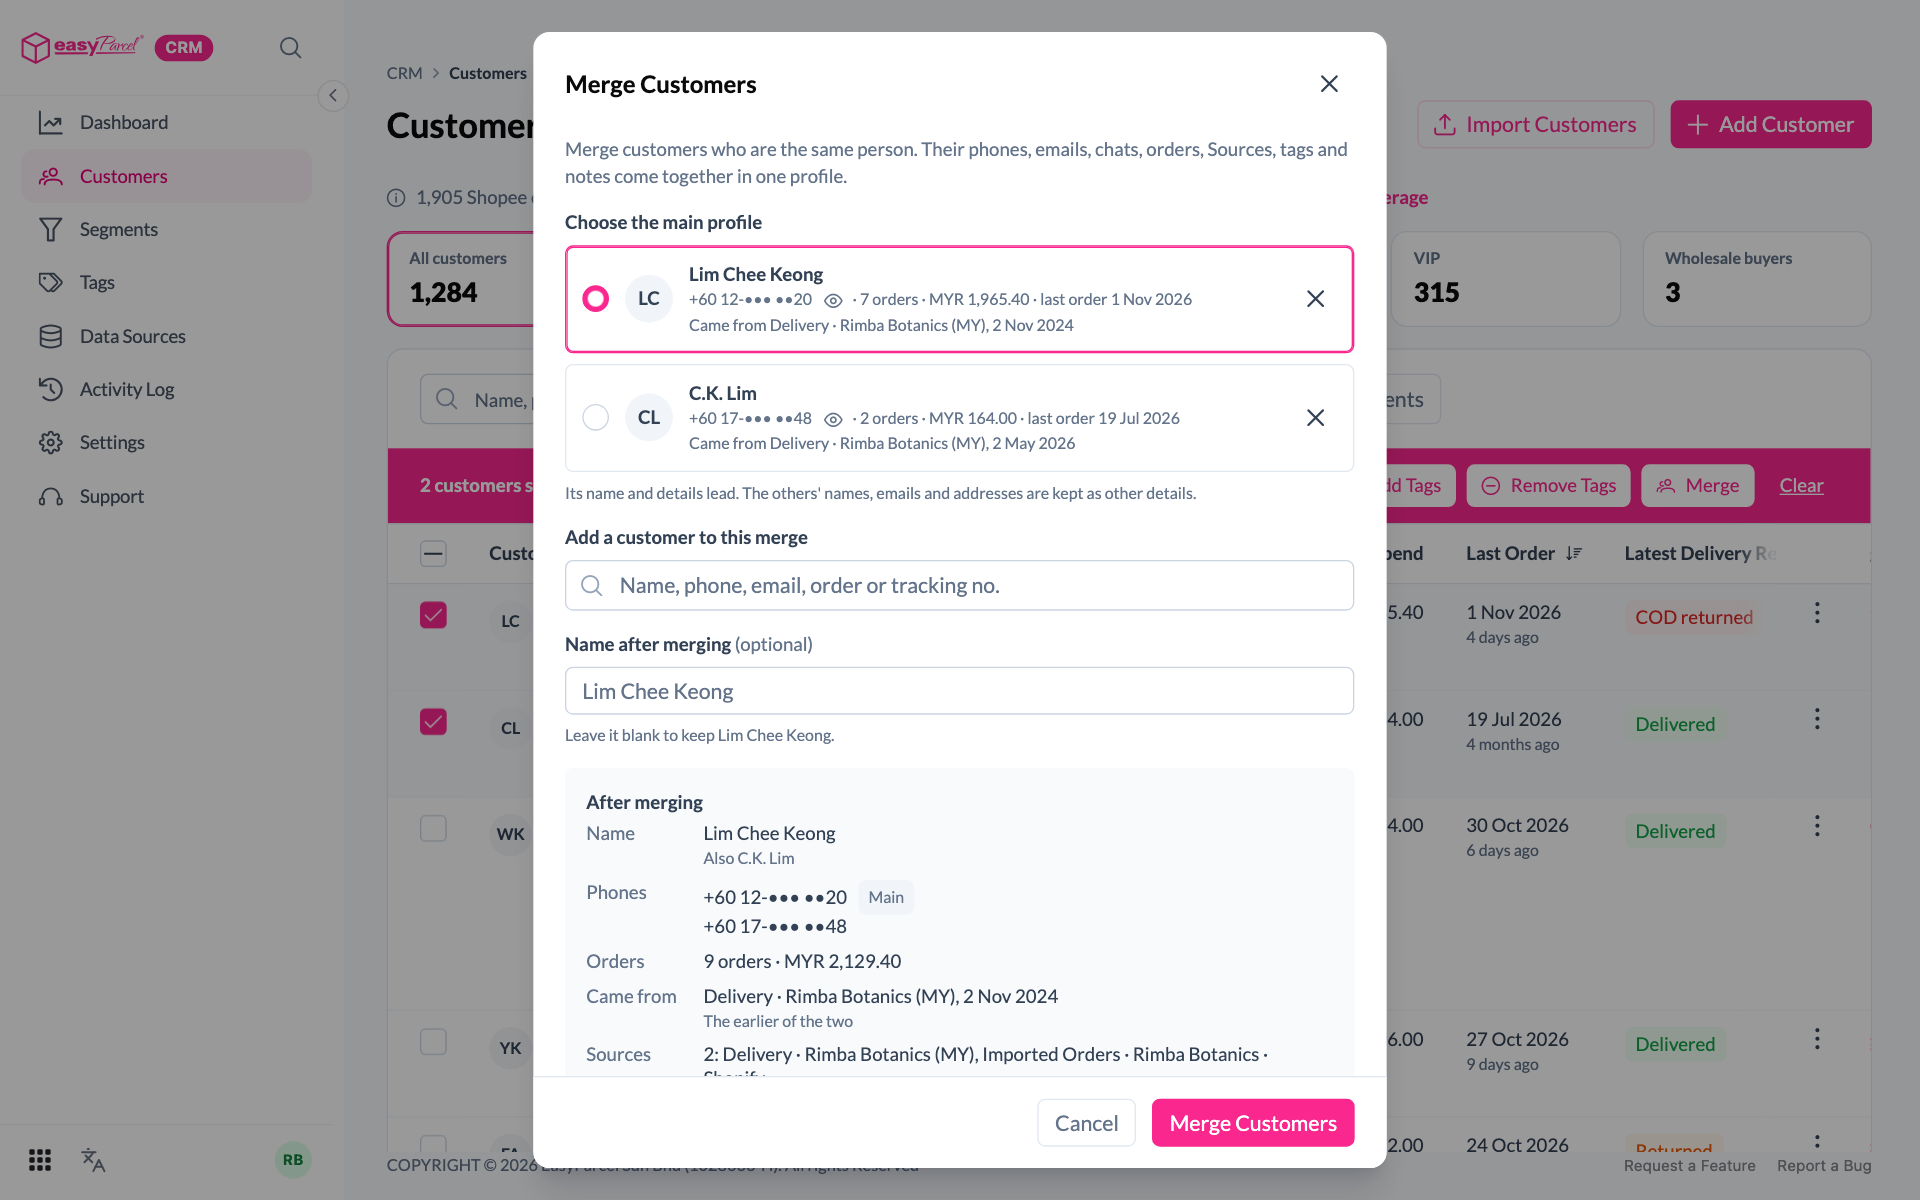 easyParcel CRM
Dashboard
Customers
Segments
Tags
Data Sources
Activity Log
Settings
Support
RB
CRM > Customers
Customer
Import Customers
Add Customer
1,905 Shopee
erage
All customers
1,284
VIP
315
Wholesale buyers
3
Name,
ents
2 customers s
dd Tags
Remove Tags
Merge
Clear
Custo
pend
Last Order
Latest Delivery Re
LC
5.40
1 Nov 2026
4 days ago
COD returned
CL
4.00
19 Jul 2026
4 months ago
Delivered
WK
4.00
30 Oct 2026
6 days ago
Delivered
YK
6.00
27 Oct 2026
9 days ago
Delivered
2.00
24 Oct 2026
Returned
COPYRIGHT © 2026
Request a Feature
Report a Bug
Merge Customers
Merge customers who are the same person. Their phones, emails, chats, orders, Sources, tags and
notes come together in one profile.
Choose the main profile
LC
Lim Chee Keong
+60 12-••• ••20 · 7 orders · MYR 1,965.40 · last order 1 Nov 2026
Came from Delivery · Rimba Botanics (MY), 2 Nov 2024
CL
C.K. Lim
+60 17-••• ••48 · 2 orders · MYR 164.00 · last order 19 Jul 2026
Came from Delivery · Rimba Botanics (MY), 2 May 2026
Its name and details lead. The others' names, emails and addresses are kept as other details.
Add a customer to this merge
Name, phone, email, order or tracking no.
Name after merging (optional)
Lim Chee Keong
Leave it blank to keep Lim Chee Keong.
After merging
Name Lim Chee Keong
Also C.K. Lim
Phones +60 12-••• ••20 Main
+60 17-••• ••48
Orders 9 orders · MYR 2,129.40
Came from Delivery · Rimba Botanics (MY), 2 Nov 2024
The earlier of the two
Sources 2: Delivery · Rimba Botanics (MY), Imported Orders · Rimba Botanics ·
Shopify
Cancel
Merge Customers